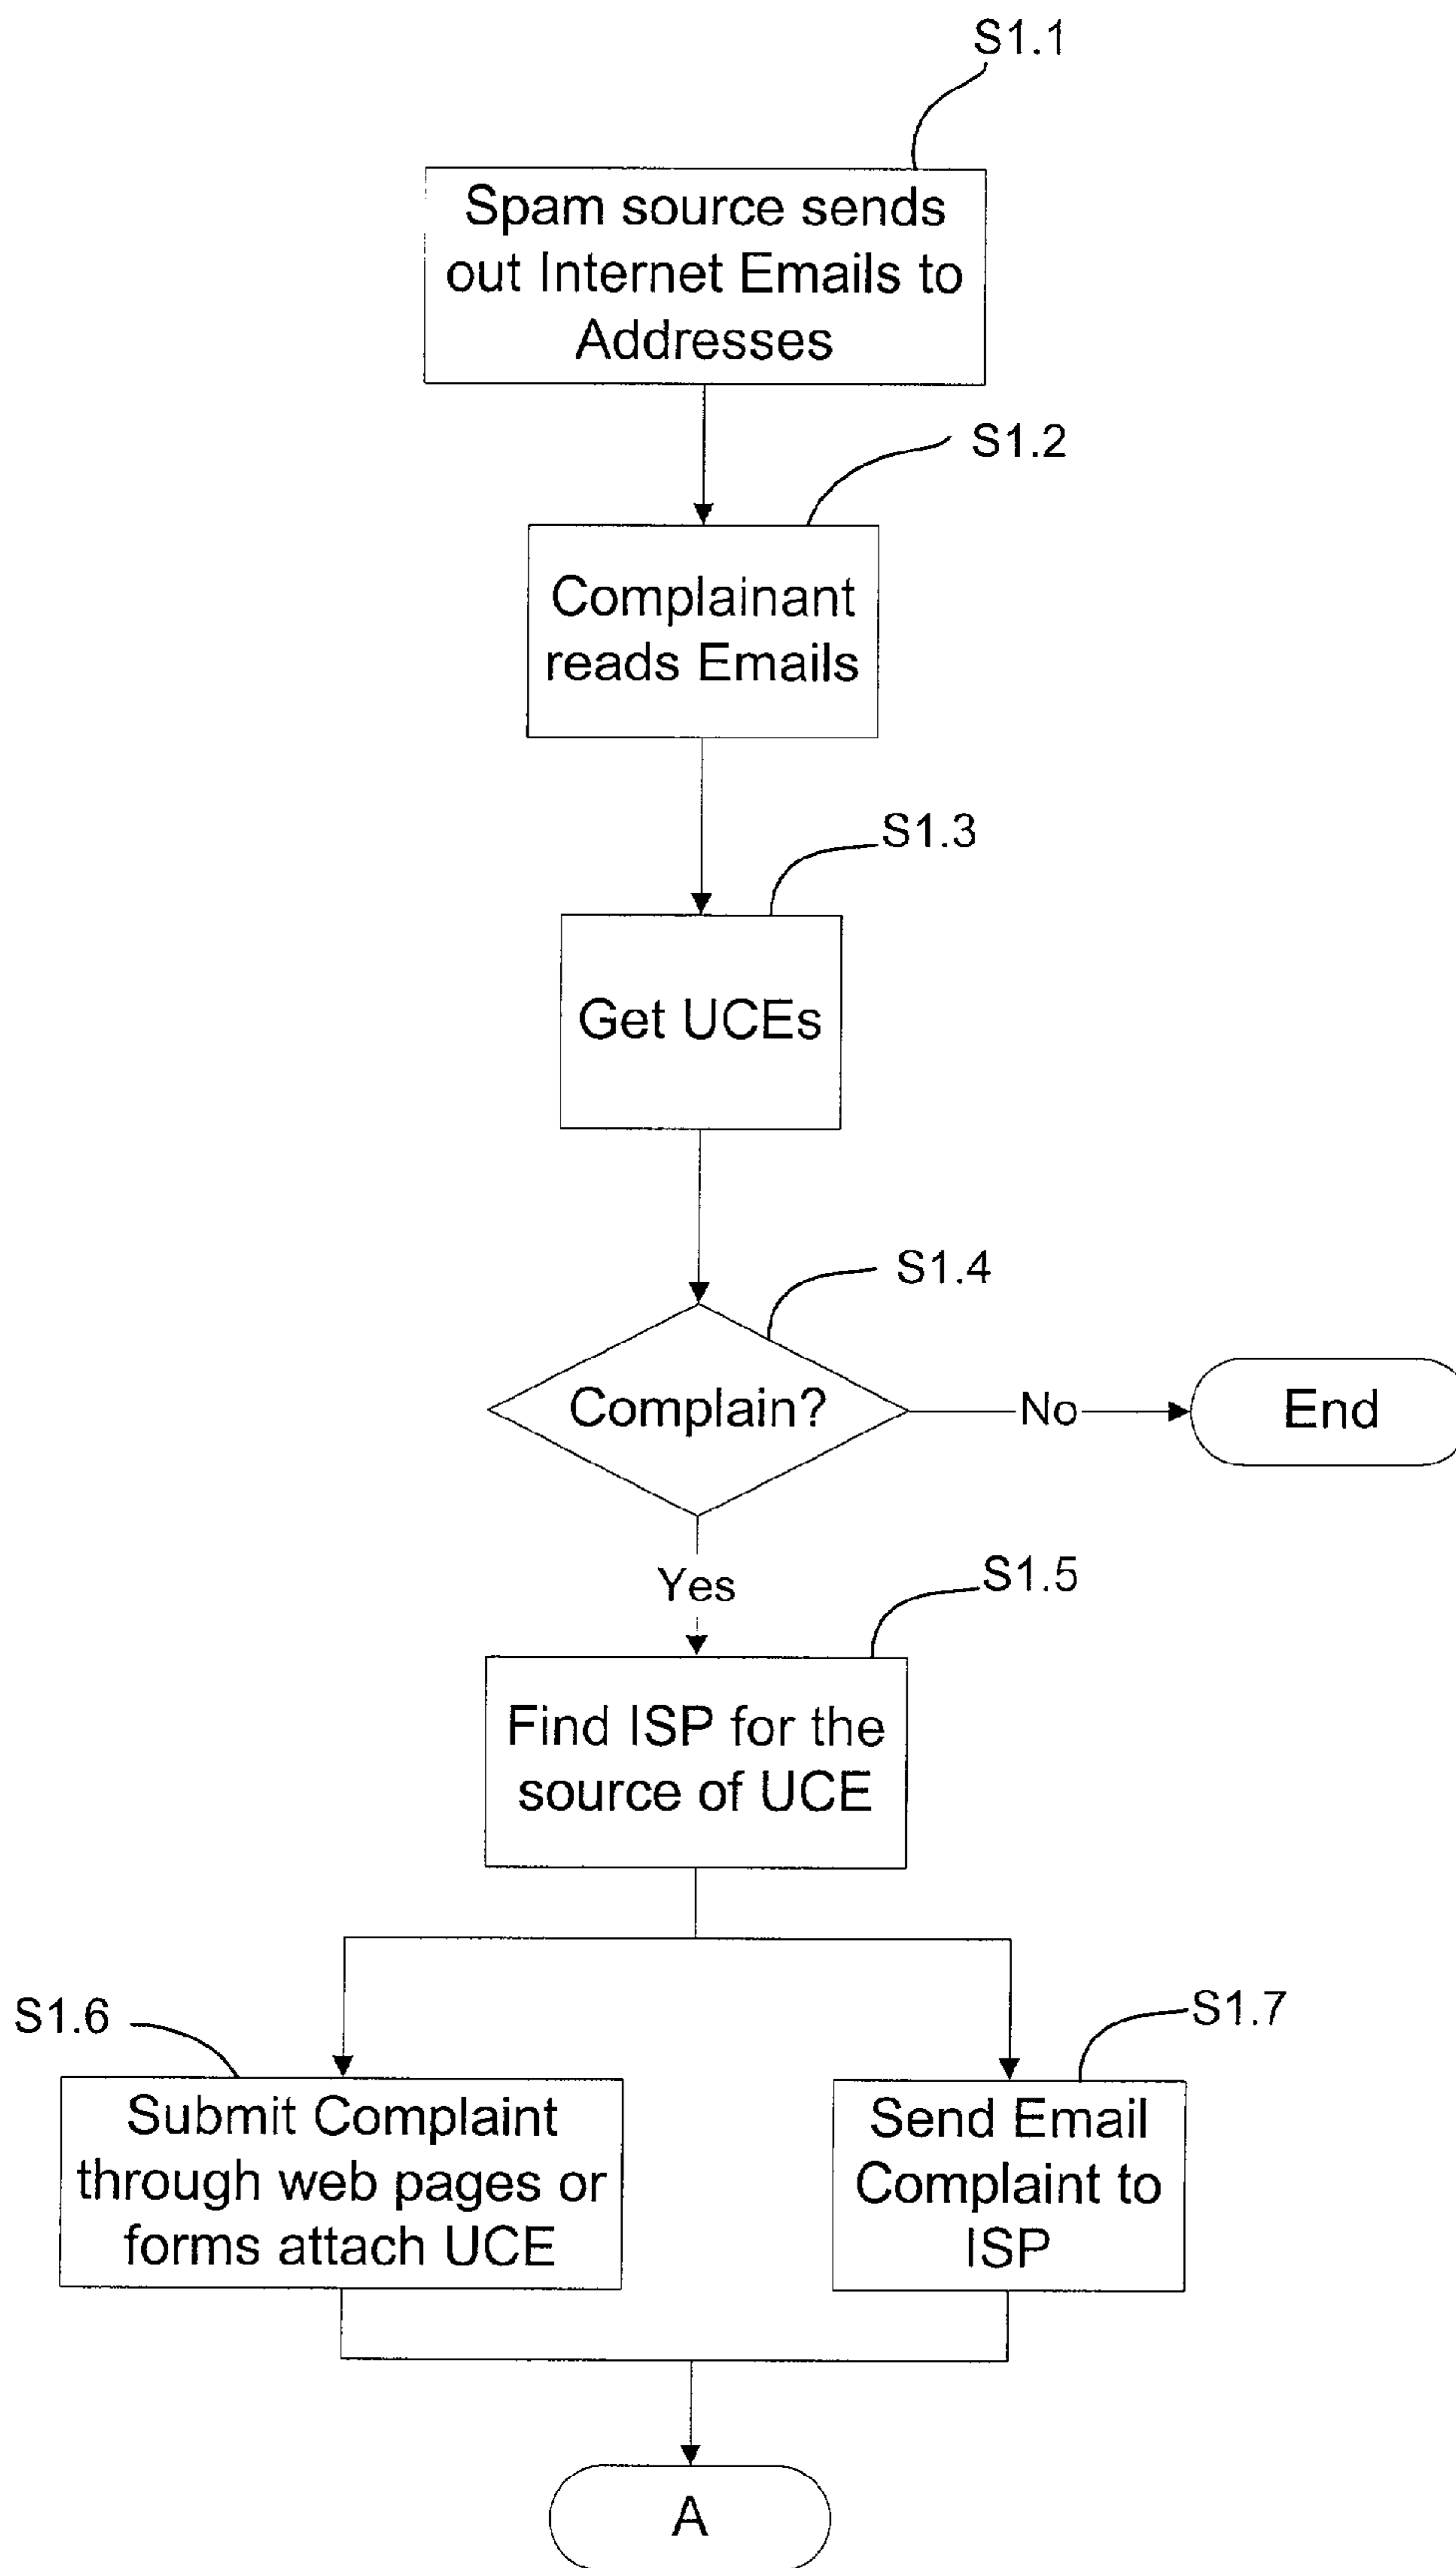 S1.1
Spam source sends
out Internet Emails to
Addresses
S1.2
Complainant
reads Emails
S1.3
Get UCEs
S1.4
Complain?
No
End
Yes
S1.5
Find ISP for the
source of UCE
S1.6
Submit Complaint
through web pages or
forms attach UCE
S1.7
Send Email
Complaint to
ISP
A